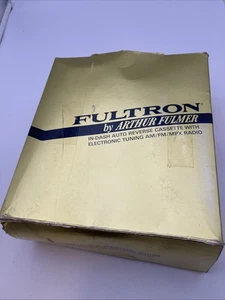 FULTRON
by ARTHUR FULMER
IN-DASH AUTO REVERSE CASSETTE WITH
ELECTRONIC TUNING AM/FM/MPX RADIO